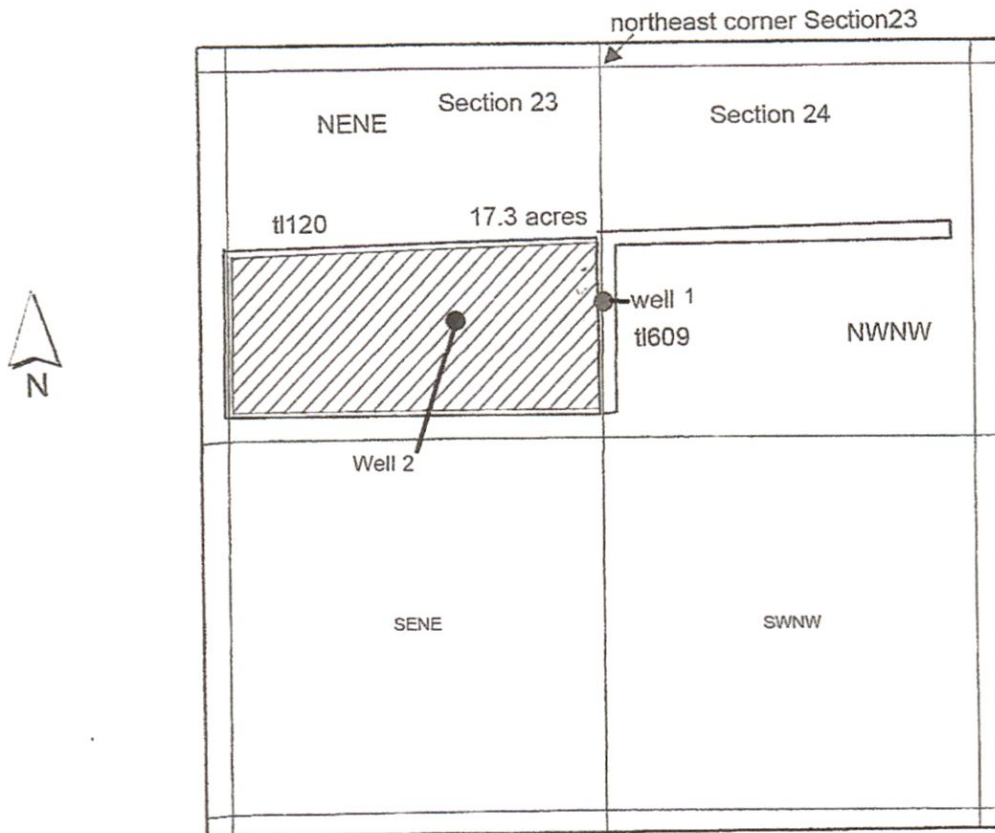 northeast corner Section23
Section 23
Section 24
NENE
tl120
17.3 acres
well 1
tl609
NWNW
N
Well 2
SENE
SWNW